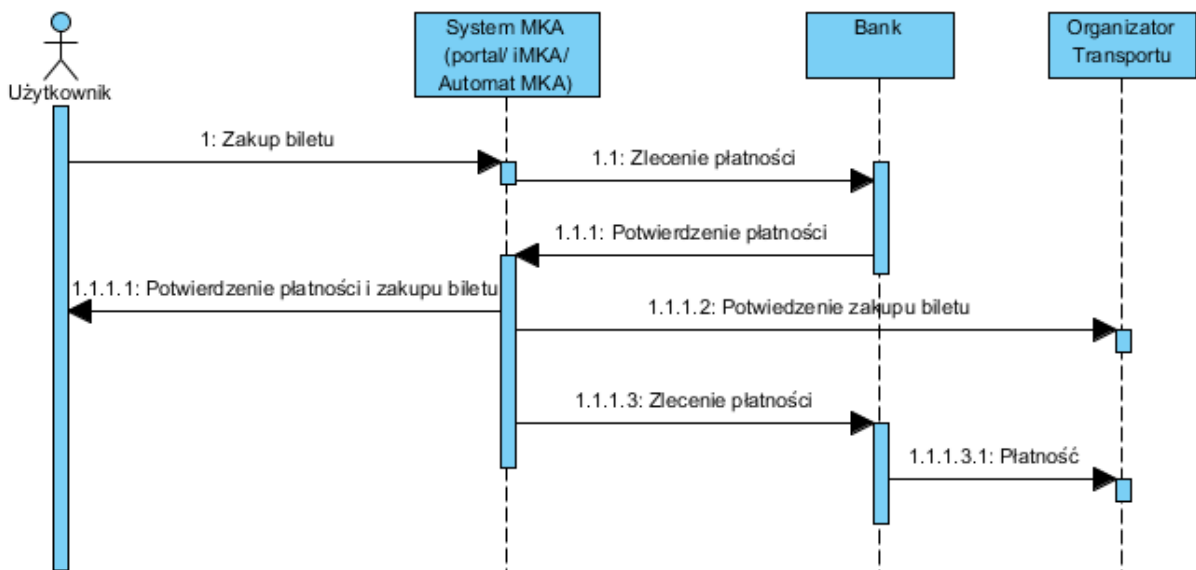 Użytkownik
System MKA
(portal/ iMKA/
Automat MKA)
Bank
Organizator
Transportu
1: Zakup biletu
1.1: Zlecenie płatności
1.1.1: Potwierdzenie płatności
1.1.1.1: Potwierdzenie płatności i zakupu biletu
1.1.1.2: Potwiedzenie zakupu biletu
1.1.1.3: Zlecenie płatności
1.1.1.3.1: Płatność